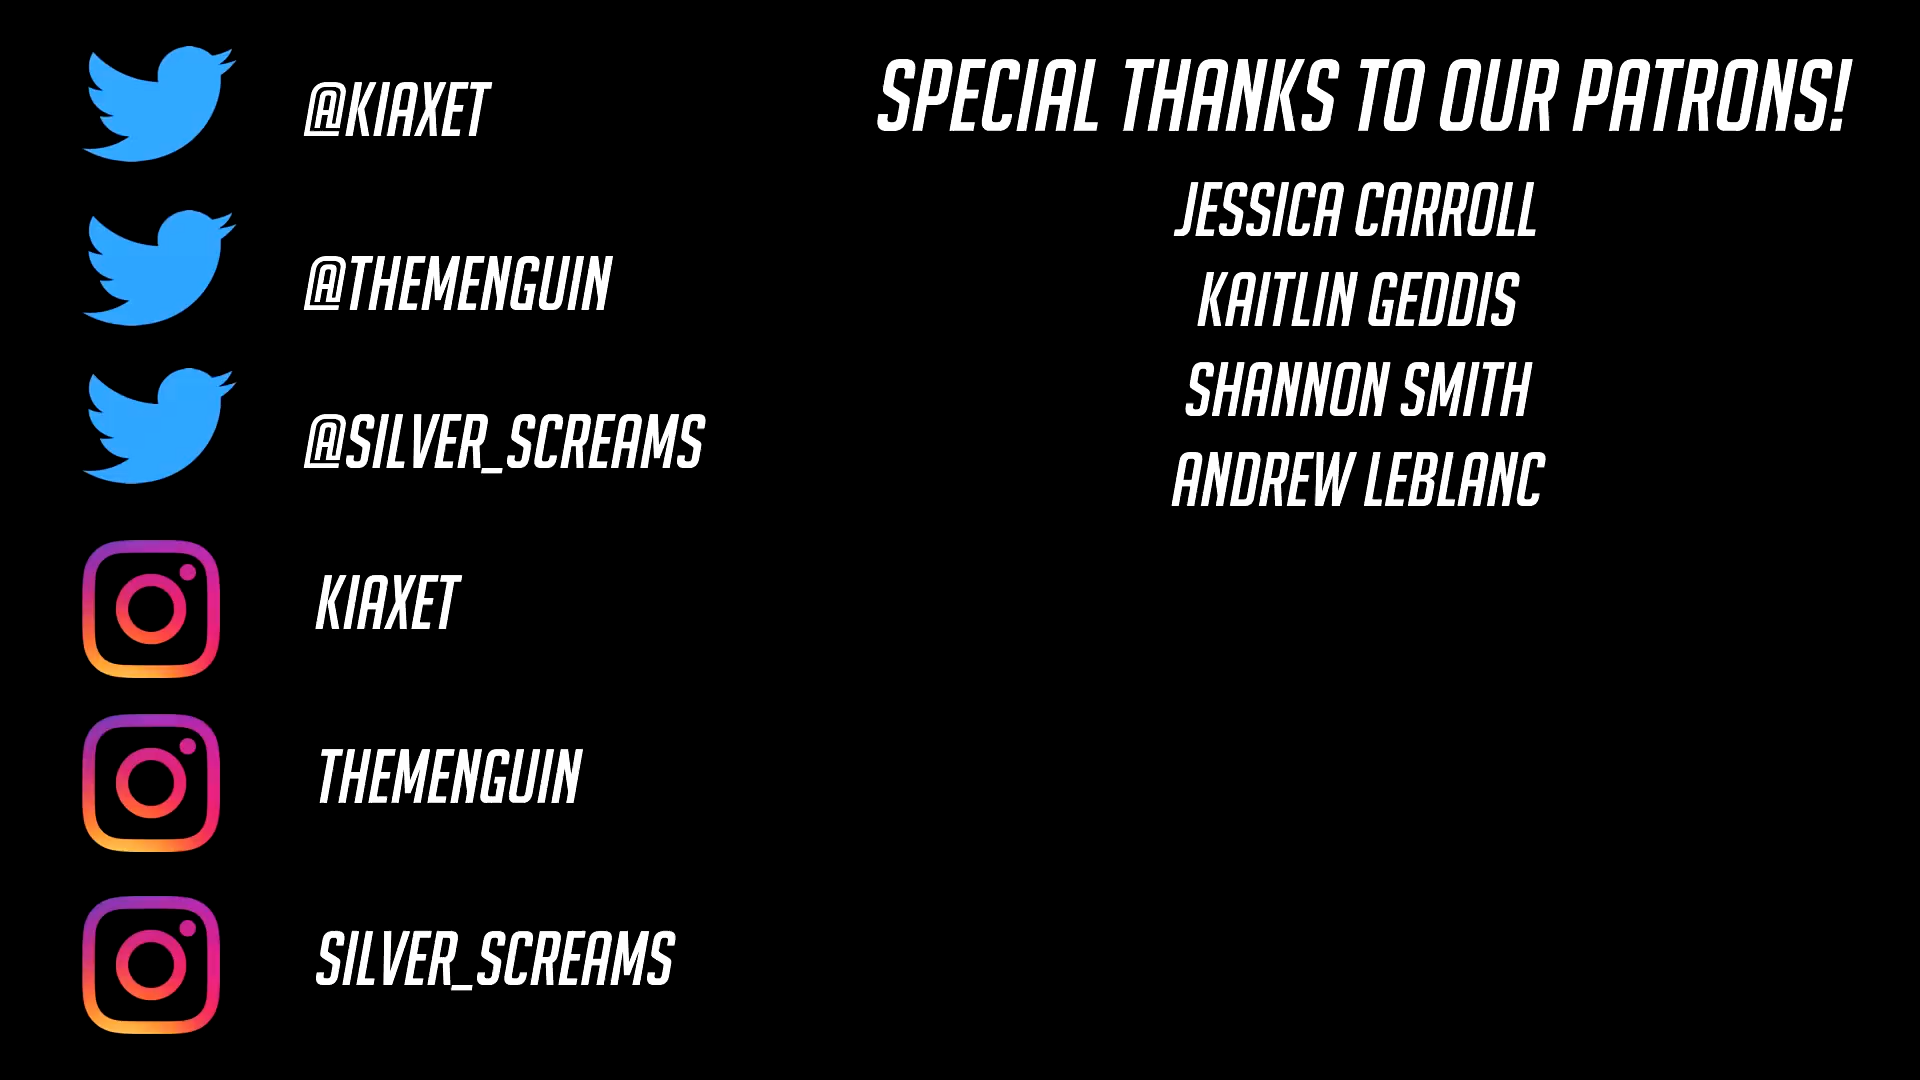 @KIAXET
@THEMENGUIN
@SILVER_SCREAMS
KIAXET
THEMENGUIN
SILVER_SCREAMS
SPECIAL THANKS TO OUR PATRONS!
JESSICA CARROLL
KAITLIN GEDDIS
SHANNON SMITH
ANDREW LEBLANC